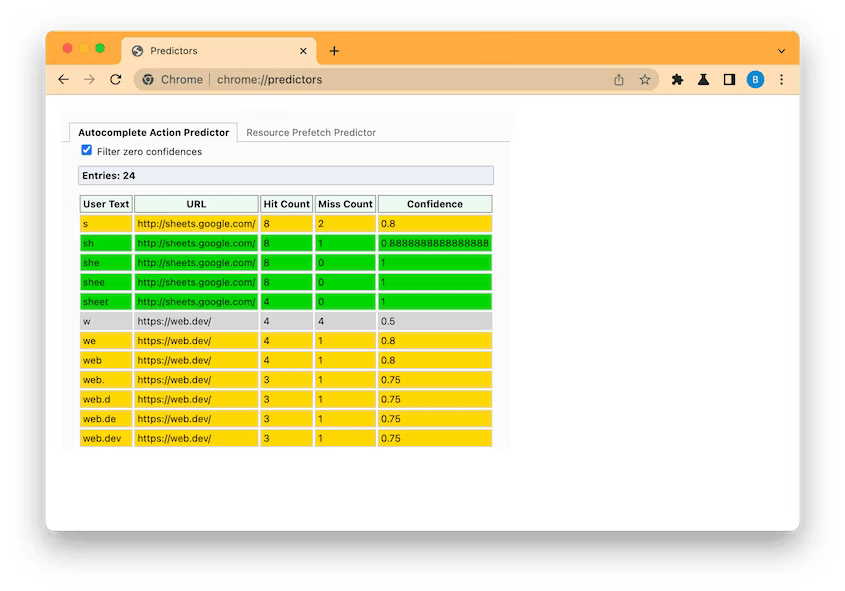 Predictors
Chrome chrome://predictors B
Autocomplete Action Predictor Resource Prefetch Predictor
Filter zero confidences
Entries: 24
User Text URL Hit Count Miss Count Confidence
s http://sheets.google.com/ 8 2 0.8
sh http://sheets.google.com/ 8 1 0.8888888888888888
she http://sheets.google.com/ 8 0 1
shee http://sheets.google.com/ 8 0 1
sheet http://sheets.google.com/ 4 0 1
w https://web.dev/ 4 4 0.5
we https://web.dev/ 4 1 0.8
web https://web.dev/ 4 1 0.8
web. https://web.dev/ 3 1 0.75
web.d https://web.dev/ 3 1 0.75
web.de https://web.dev/ 3 1 0.75
web.dev https://web.dev/ 3 1 0.75